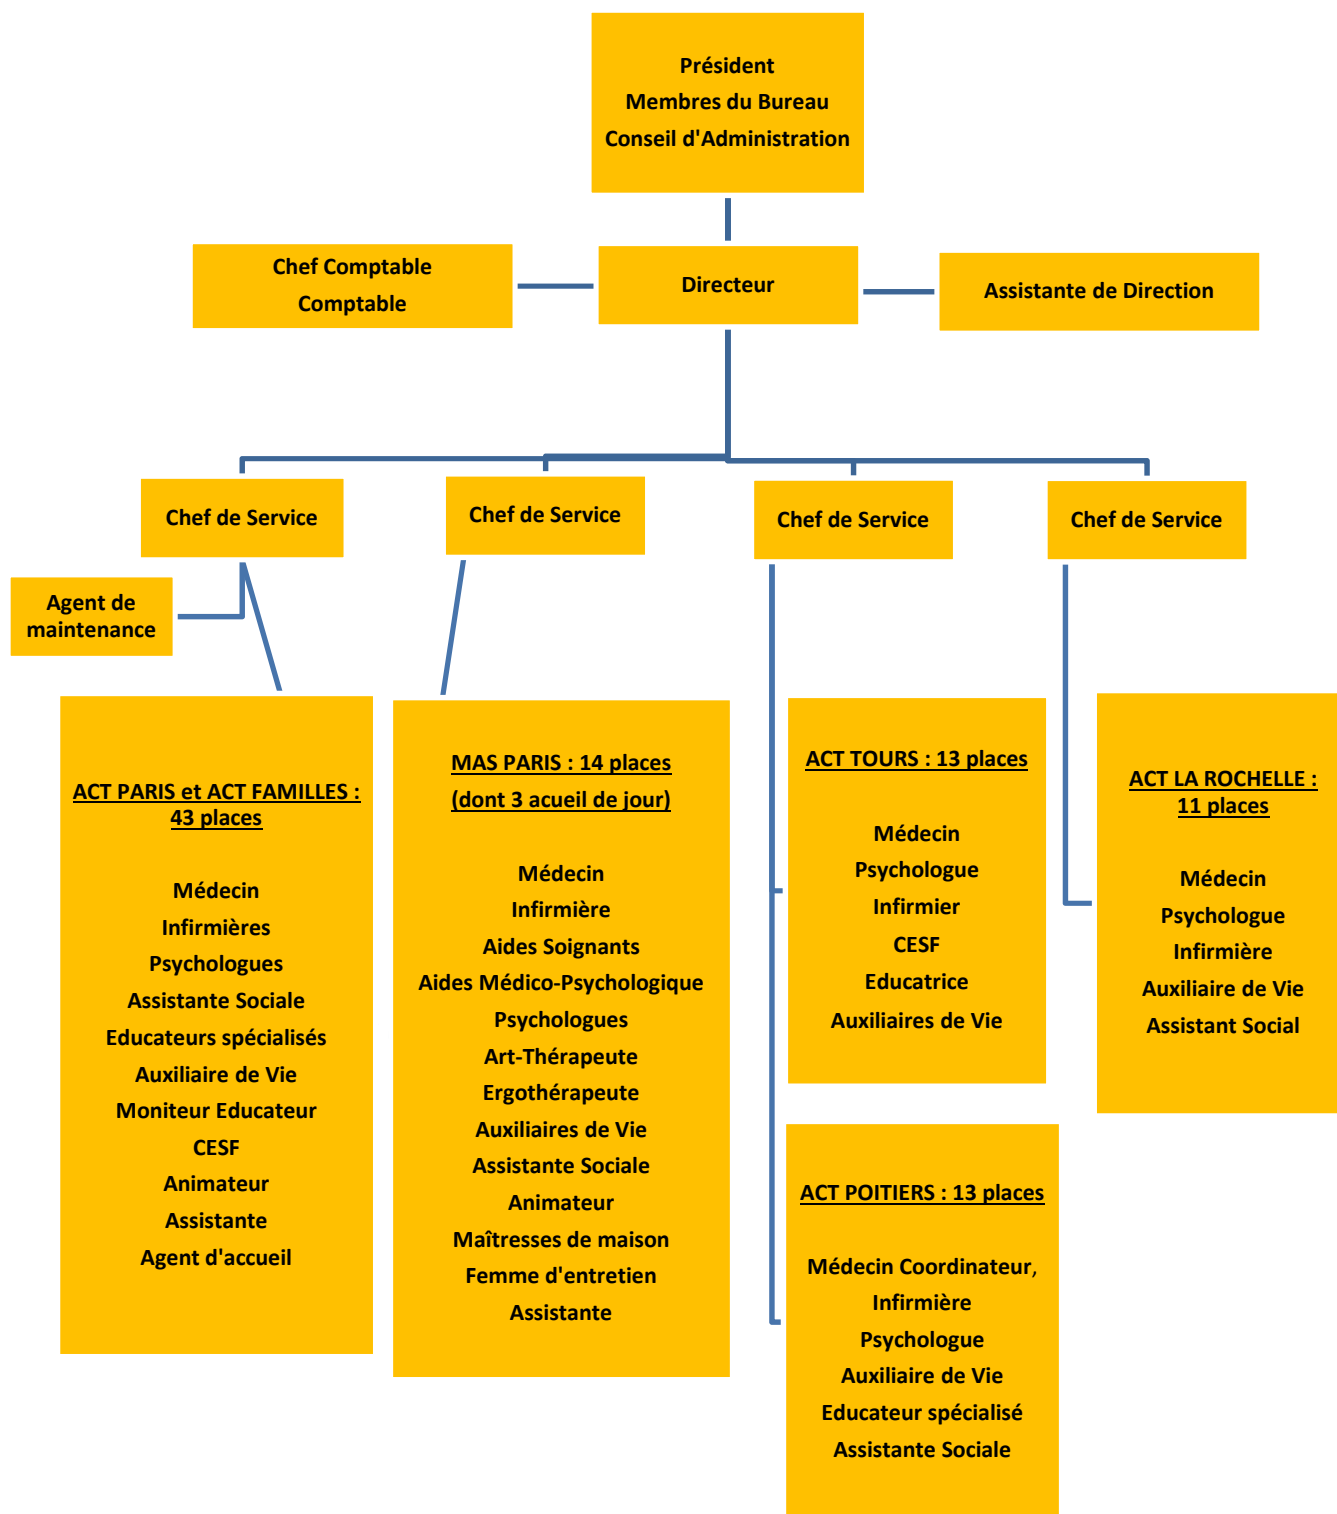 Président
Membres du Bureau
Conseil d'Administration
Chef Comptable
Comptable
Directeur
Assistante de Direction
Chef de Service
Chef de Service
Chef de Service
Chef de Service
Agent de
maintenance
ACT PARIS et ACT FAMILLES :
43 places
Médecin
Infirmières
Psychologues
Assistante Sociale
Educateurs spécialisés
Auxiliaire de Vie
Moniteur Educateur
CESF
Animateur
Assistante
Agent d'accueil
MAS PARIS : 14 places
(dont 3 acueil de jour)
Médecin
Infirmière
Aides Soignants
Aides Médico-Psychologique
Psychologues
Art-Thérapeute
Ergothérapeute
Auxiliaires de Vie
Assistante Sociale
Animateur
Maîtresses de maison
Femme d'entretien
Assistante
ACT TOURS : 13 places
Médecin
Psychologue
Infirmier
CESF
Educatrice
Auxiliaires de Vie
ACT POITIERS : 13 places
Médecin Coordinateur,
Infirmière
Psychologue
Auxiliaire de Vie
Educateur spécialisé
Assistante Sociale
ACT LA ROCHELLE :
11 places
Médecin
Psychologue
Infirmière
Auxiliaire de Vie
Assistant Social